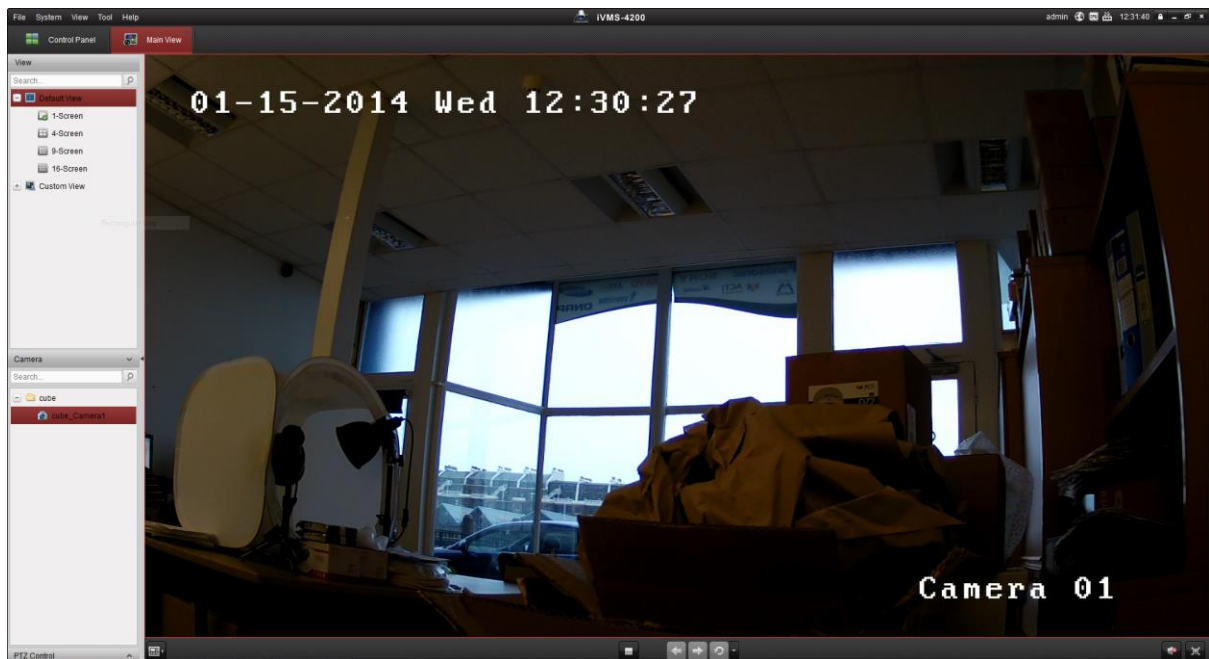 File System View Tool Help
iVMS-4200
admin 12:31:40
Control Panel
Main View
View
Search...
Default View
1-Screen
4-Screen
9-Screen
16-Screen
Custom View
Camera
Search...
cube
cube_Camera1
PTZ Control
01-15-2014 Wed 12:30:27
Camera 01